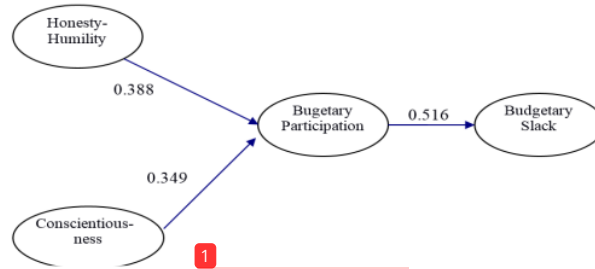 Honesty-
Humility
0.388
Bugetary
Participation
0.516
Budgetary
Slack
0.349
Conscientious-
ness
1